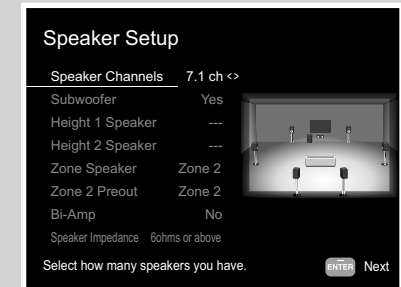 Speaker Setup
Speaker Channels 7.1 ch <>
Subwoofer Yes
Height 1 Speaker ---
Height 2 Speaker ---
Zone Speaker Zone 2
Zone 2 Preout Zone 2
Bi-Amp No
Speaker Impedance 6ohms or above
Select how many speakers you have. ENTER Next